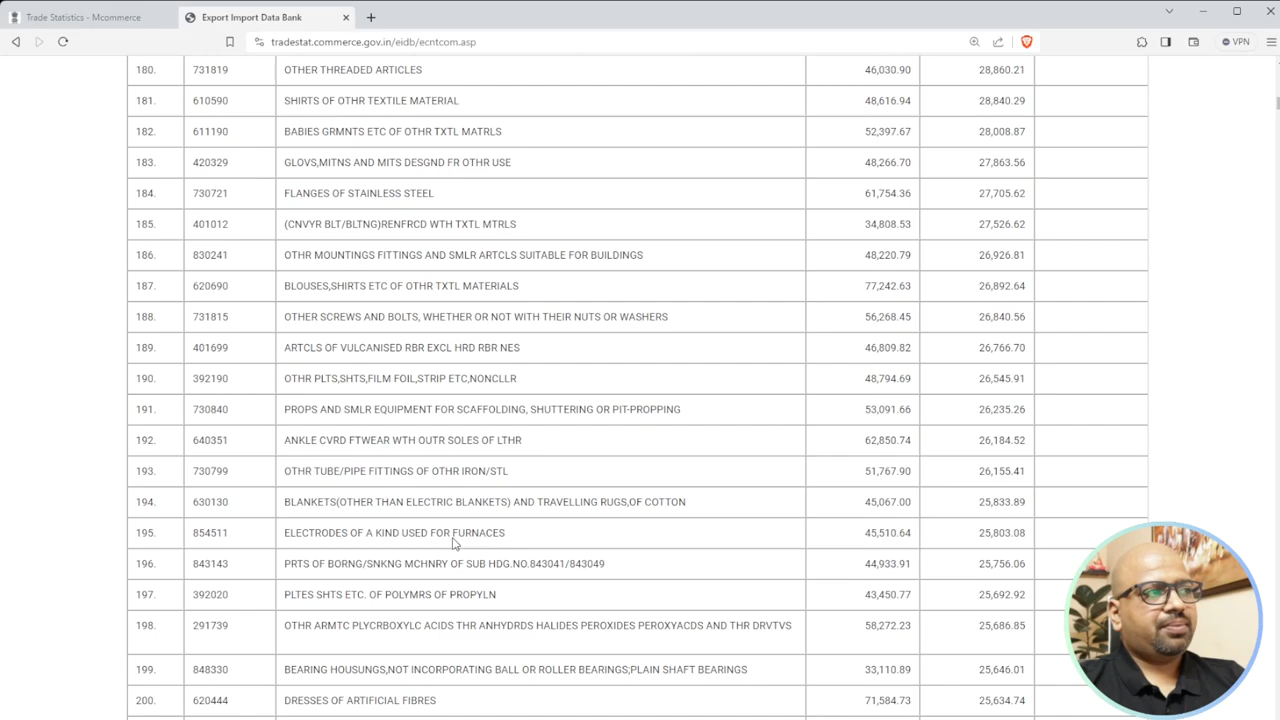 Trade Statistics - Mcommerce
Export Import Data Bank
tradestat.commerce.gov.in/eidb/ecntcom.asp
VPN
180. 731819 OTHER THREADED ARTICLES 46,030.90 28,860.21
181. 610590 SHIRTS OF OTHR TEXTILE MATERIAL 48,616.94 28,840.29
182. 611190 BABIES GRMNTS ETC OF OTHR TXTL MATRLS 52,397.67 28,008.87
183. 420329 GLOVS,MITNS AND MITS DESGND FR OTHR USE 48,266.70 27,863.56
184. 730721 FLANGES OF STAINLESS STEEL 61,754.36 27,705.62
185. 401012 (CNVYR BLT/BLTNG)RENFRCD WTH TXTL MTRLS 34,808.53 27,526.62
186. 830241 OTHR MOUNTINGS FITTINGS AND SMLR ARTCLS SUITABLE FOR BUILDINGS 48,220.79 26,926.81
187. 620690 BLOUSES,SHIRTS ETC OF OTHR TXTL MATERIALS 77,242.63 26,892.64
188. 731815 OTHER SCREWS AND BOLTS, WHETHER OR NOT WITH THEIR NUTS OR WASHERS 56,268.45 26,840.56
189. 401699 ARTCLS OF VULCANISED RBR EXCL HRD RBR NES 46,809.82 26,766.70
190. 392190 OTHR PLTS,SHTS,FILM FOIL,STRIP ETC,NONCLLR 48,794.69 26,545.91
191. 730840 PROPS AND SMLR EQUIPMENT FOR SCAFFOLDING, SHUTTERING OR PIT-PROPPING 53,091.66 26,235.26
192. 640351 ANKLE CVRD FTWEAR WTH OUTR SOLES OF LTHR 62,850.74 26,184.52
193. 730799 OTHR TUBE/PIPE FITTINGS OF OTHR IRON/STL 51,767.90 26,155.41
194. 630130 BLANKETS(OTHER THAN ELECTRIC BLANKETS) AND TRAVELLING RUGS,OF COTTON 45,067.00 25,833.89
195. 854511 ELECTRODES OF A KIND USED FOR FURNACES 45,510.64 25,803.08
196. 843143 PRTS OF BORNG/SNKNG MCHNRY OF SUB HDG.NO.843041/843049 44,933.91 25,756.06
197. 392020 PLTES SHTS ETC. OF POLYMRS OF PROPYLN 43,450.77 25,692.92
198. 291739 OTHR ARMTC PLYCRBOXYLC ACIDS THR ANHYDRDS HALIDES PEROXIDES PEROXYACDS AND THR DRVTVS 58,272.23 25,686.85
199. 848330 BEARING HOUSUNGS,NOT INCORPORATING BALL OR ROLLER BEARINGS;PLAIN SHAFT BEARINGS 33,110.89 25,646.01
200. 620444 DRESSES OF ARTIFICIAL FIBRES 71,584.73 25,634.74